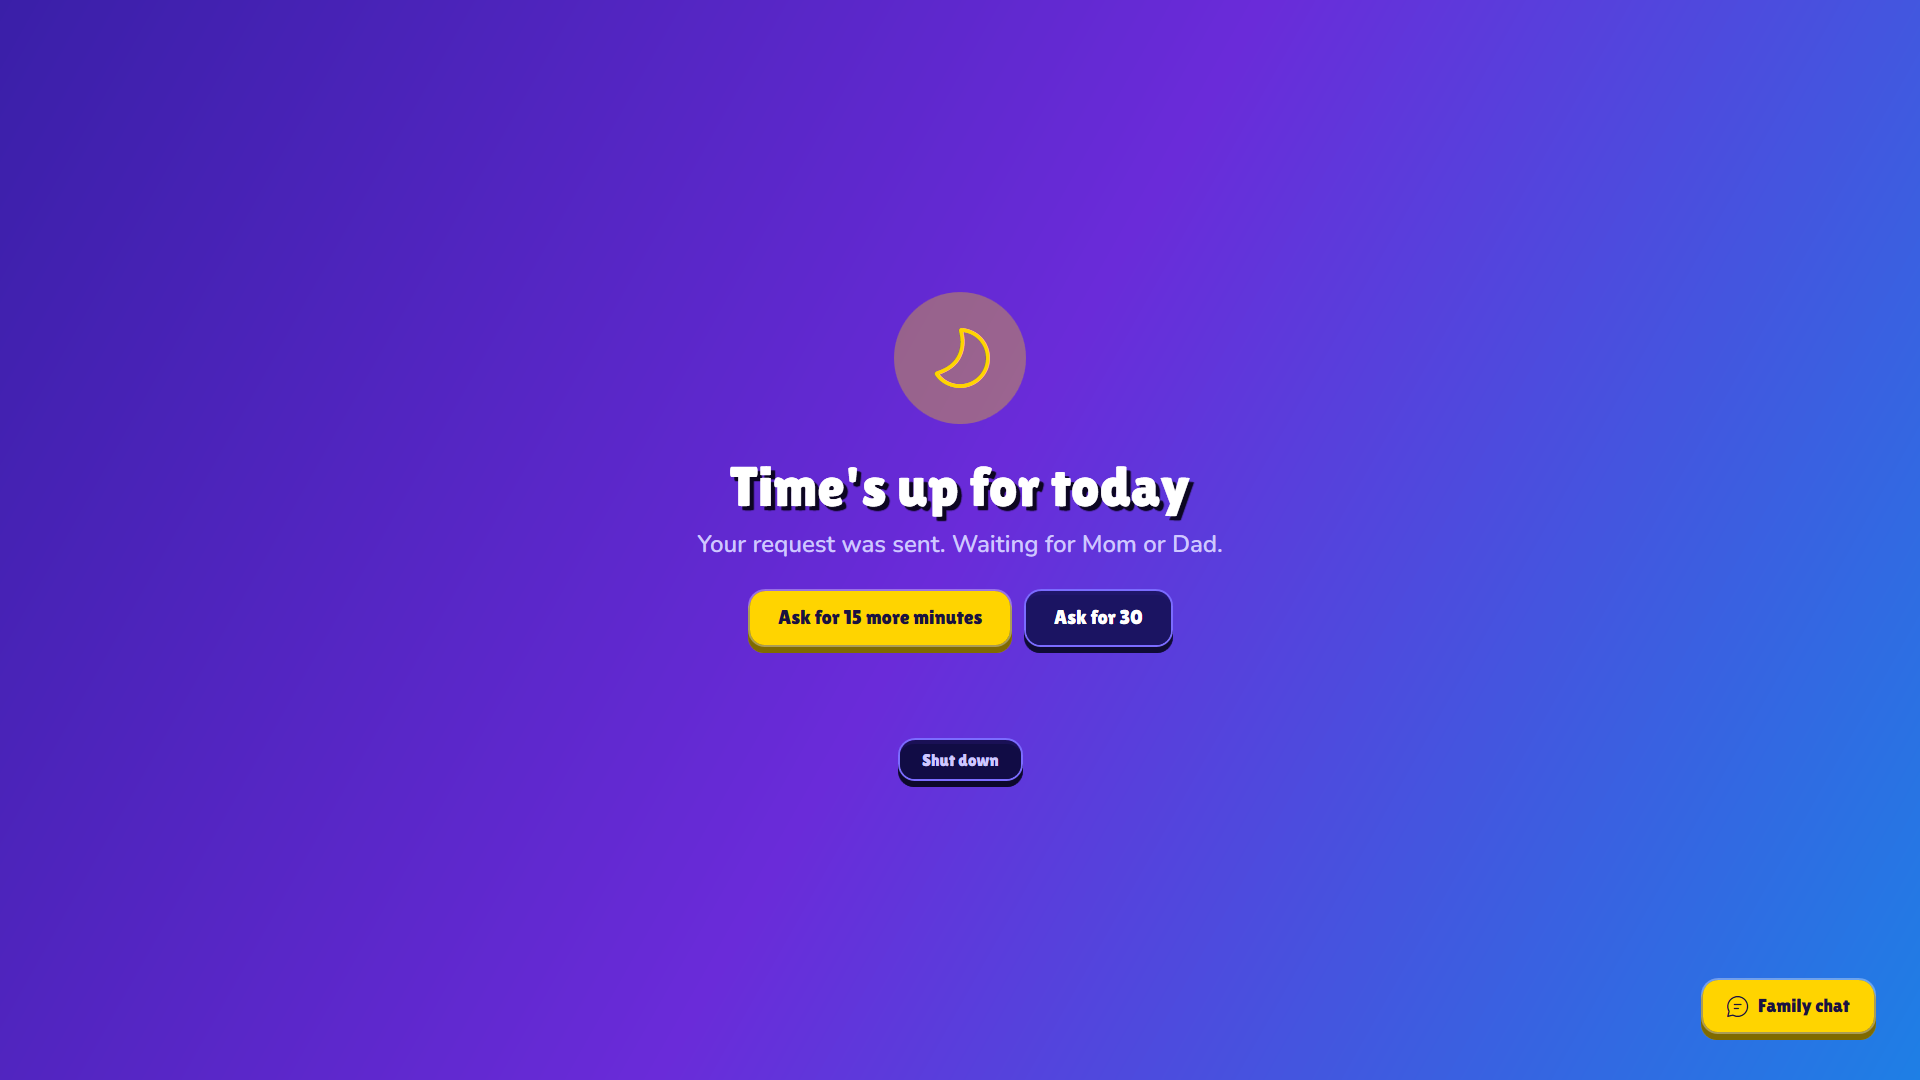 Time's up for today
Your request was sent. Waiting for Mom or Dad.
Ask for 15 more minutes
Ask for 30
Shut down
Family chat